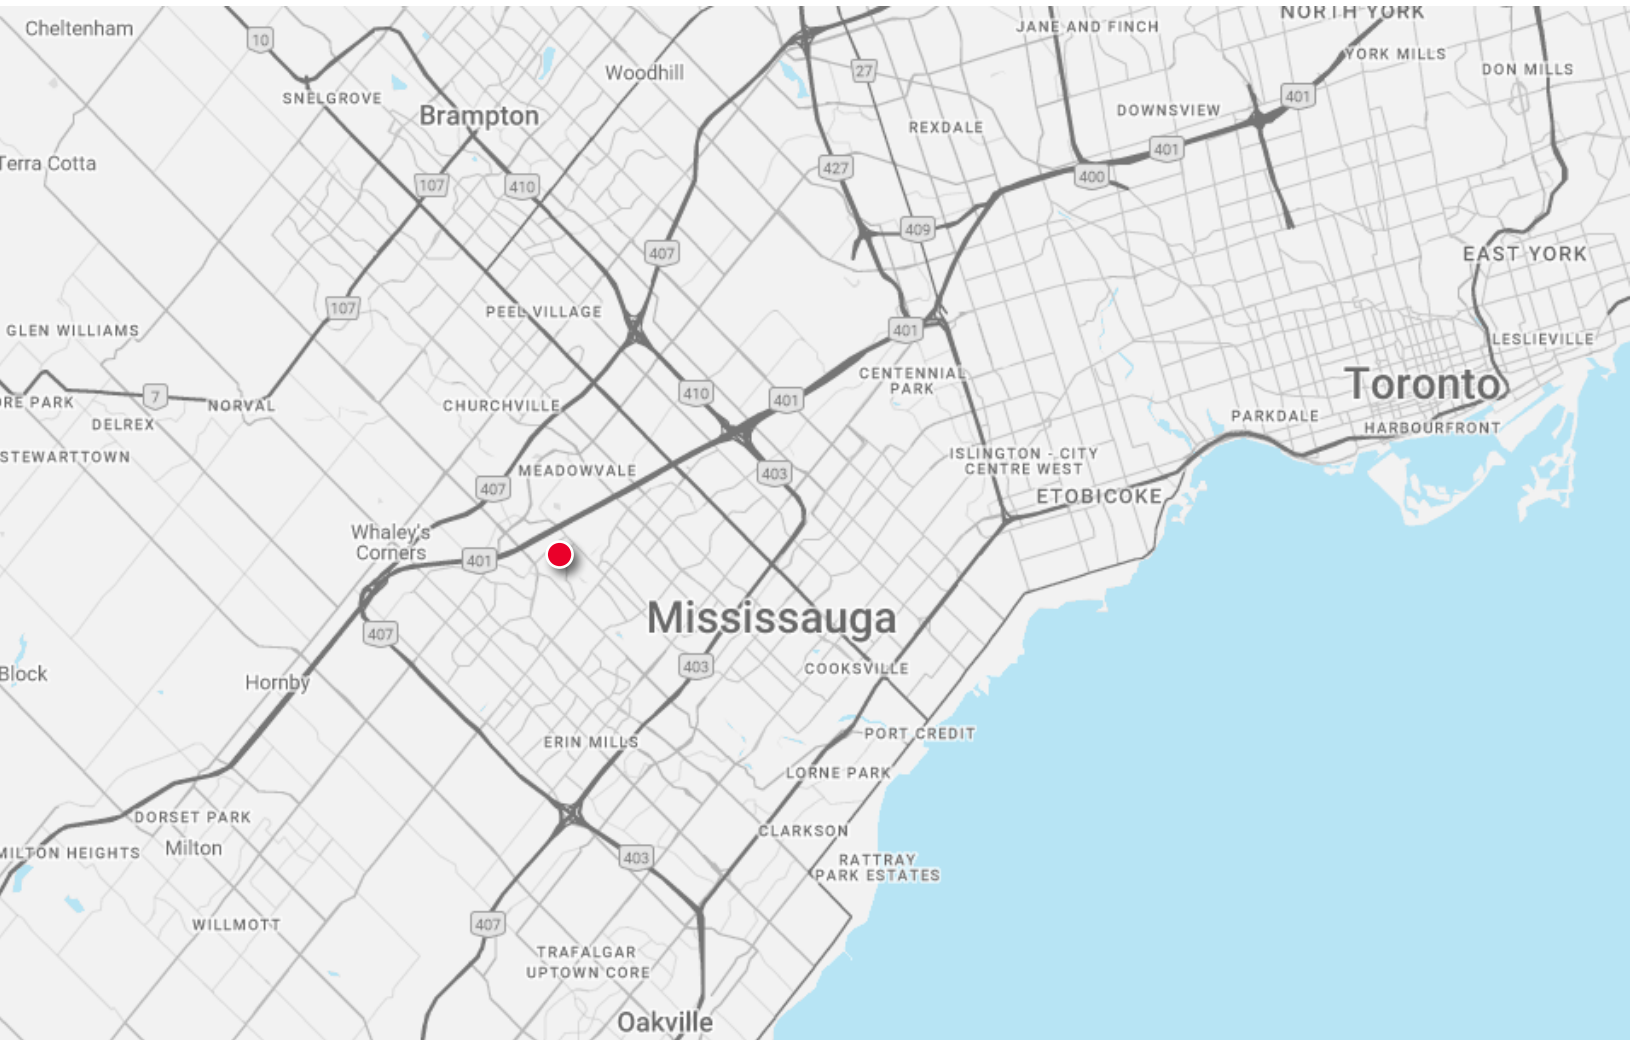 Cheltenham
10
SNELGROVE
Woodhill
27
JANE AND FINCH
NORTH YORK
YORK MILLS
DON MILLS
401
DOWNSVIEW
REXDALE
Brampton
Terra Cotta
107
410
427
401
400
409
407
EAST YORK
107
PEEL VILLAGE
GLEN WILLIAMS
401
LESLIEVILLE
CENTENNIAL
PARK
Toronto
7
ORE PARK
NORVAL
DELREX
CHURCHVILLE
410
401
PARKDALE
HARBOURFRONT
STEWARTTOWN
MEADOWVALE
403
ISLINGTON - CITY
CENTRE WEST
407
ETOBICOKE
Whaley's
Corners
401
Mississauga
407
403
COOKSVILLE
Block
Hornby
PORT CREDIT
ERIN MILLS
LORNE PARK
DORSET PARK
CLARKSON
MILTON HEIGHTS
Milton
403
RATTRAY
PARK ESTATES
WILLMOTT
407
TRAFALGAR
UPTOWN CORE
Oakville